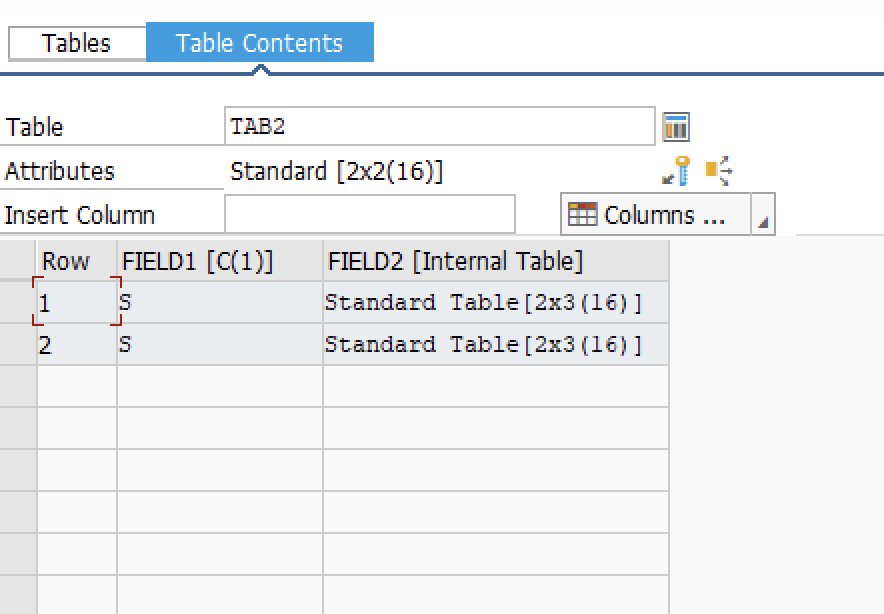 Tables Table Contents
Table TAB2
Attributes Standard [2x2(16)]
Insert Column Columns ...
Row FIELD1 [C(1)] FIELD2 [Internal Table]
1 S Standard Table[2x3(16)]
2 S Standard Table[2x3(16)]